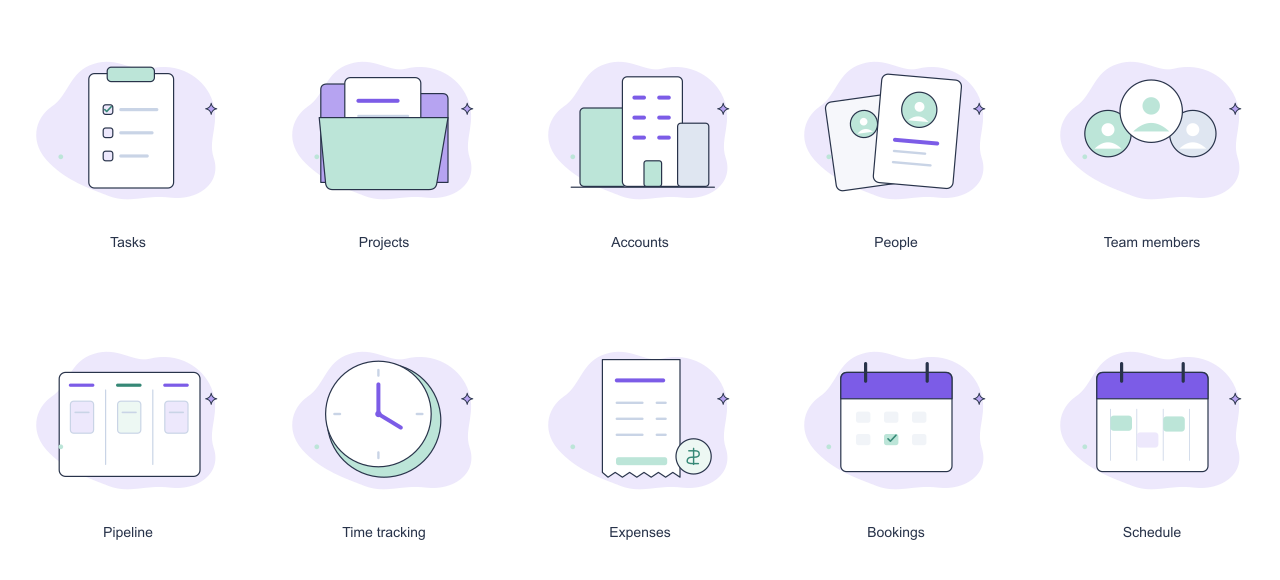 Tasks
Projects
Accounts
People
Team members
Pipeline
Time tracking
Expenses
Bookings
Schedule